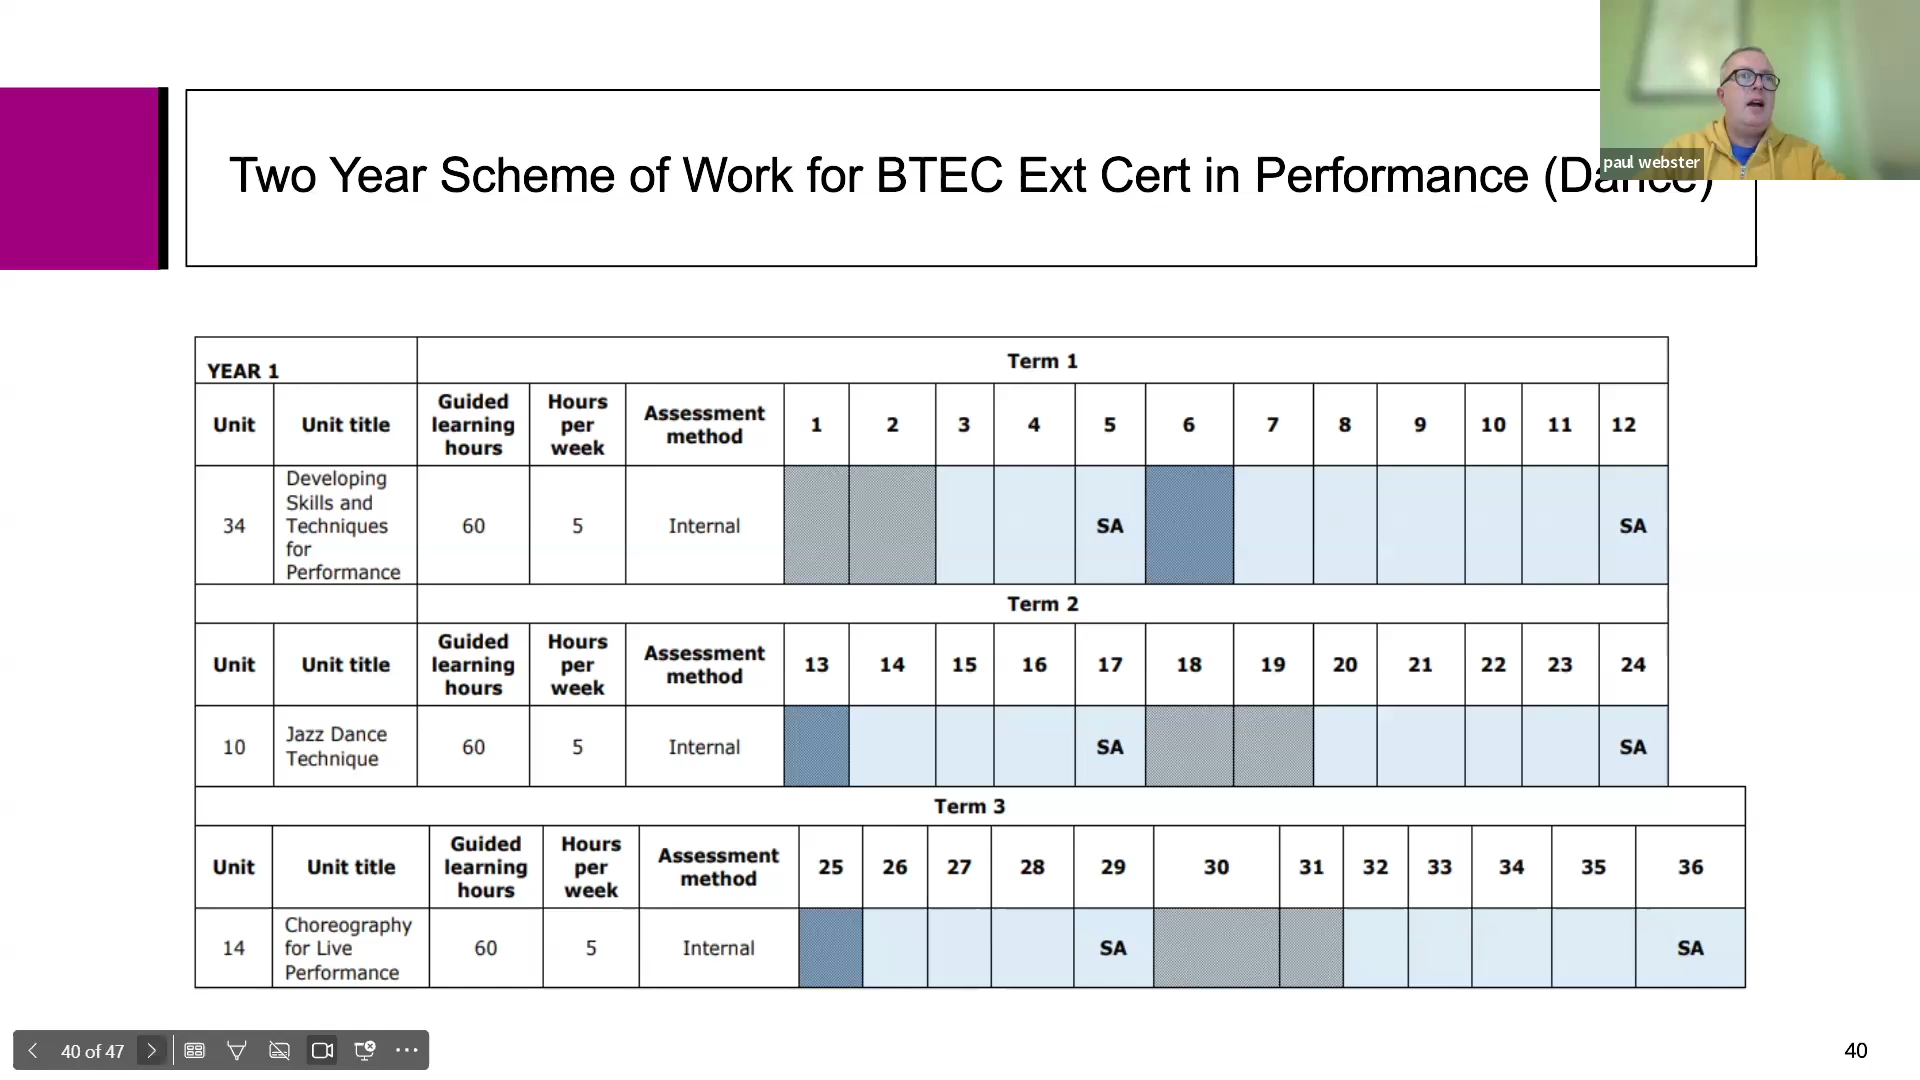 paul webster
Two Year Scheme of Work for BTEC Ext Cert in Performance (Dance)
YEAR 1
Term 1
Unit Unit title Guided learning hours Hours per week Assessment method 1 2 3 4 5 6 7 8 9 10 11 12
34 Developing Skills and Techniques for Performance 60 5 Internal SA SA
Term 2
Unit Unit title Guided learning hours Hours per week Assessment method 13 14 15 16 17 18 19 20 21 22 23 24
10 Jazz Dance Technique 60 5 Internal SA SA
Term 3
Unit Unit title Guided learning hours Hours per week Assessment method 25 26 27 28 29 30 31 32 33 34 35 36
14 Choreography for Live Performance 60 5 Internal SA SA
40 of 47
40